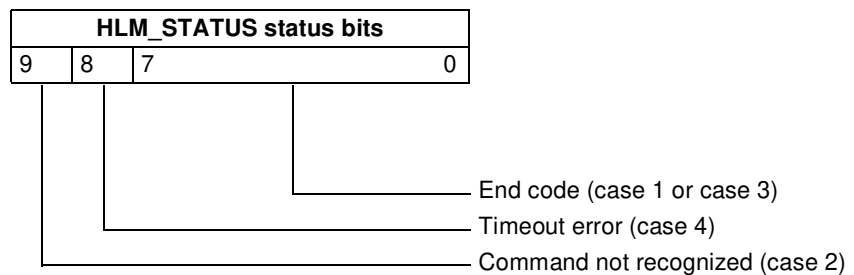 HLM_STATUS status bits
9 8 7 0
End code (case 1 or case 3)
Timeout error (case 4)
Command not recognized (case 2)